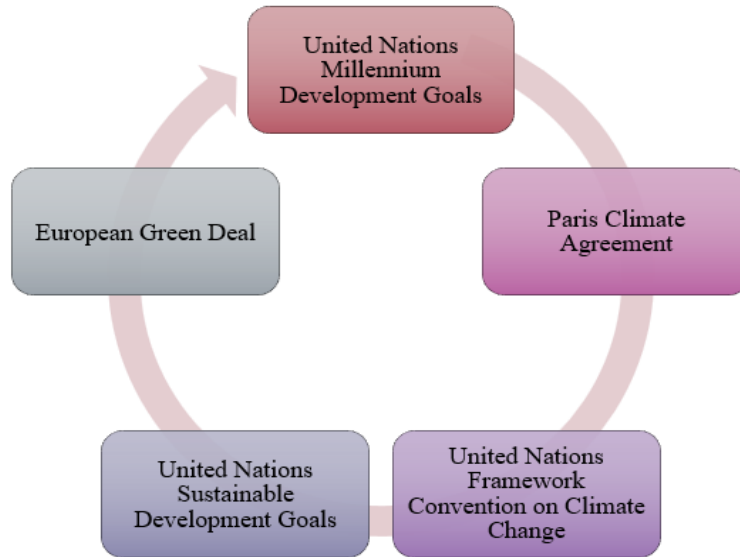 United Nations
Millennium
Development Goals
Paris Climate
Agreement
United Nations
Framework
Convention on Climate
Change
United Nations
Sustainable
Development Goals
European Green Deal